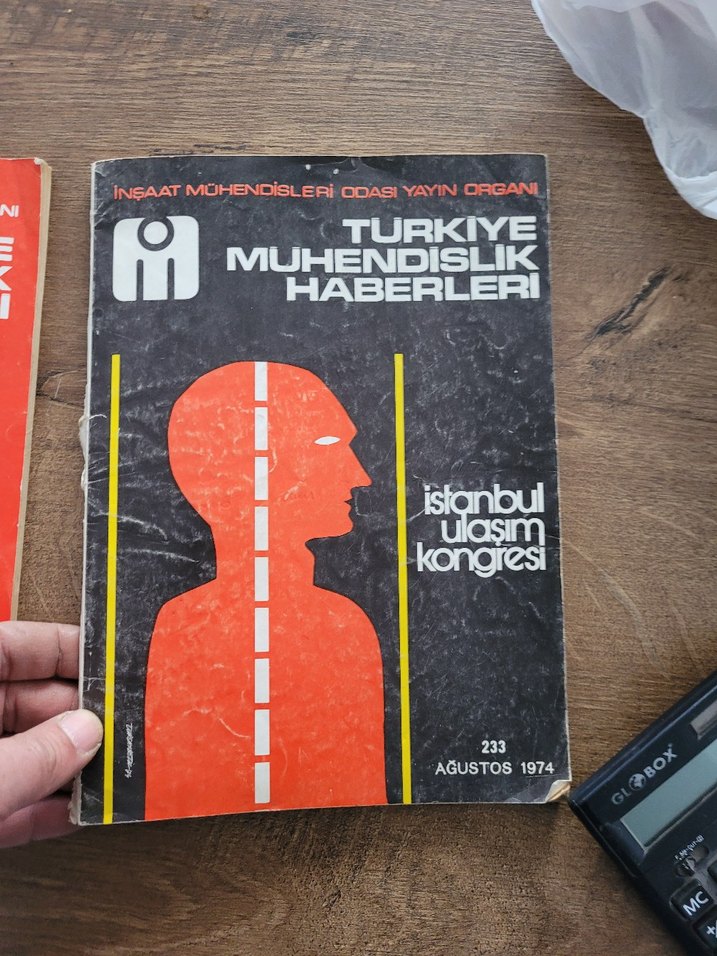 İNŞAAT MÜHENDİSLERİ ODASI YAYIN ORGANI
TÜRKİYE
MÜHENDİSLİK
HABERLERİ
istanbul
ulaşım
kongresi
233
AĞUSTOS 1974
ANI
E
K
I
GLOBOX
MC